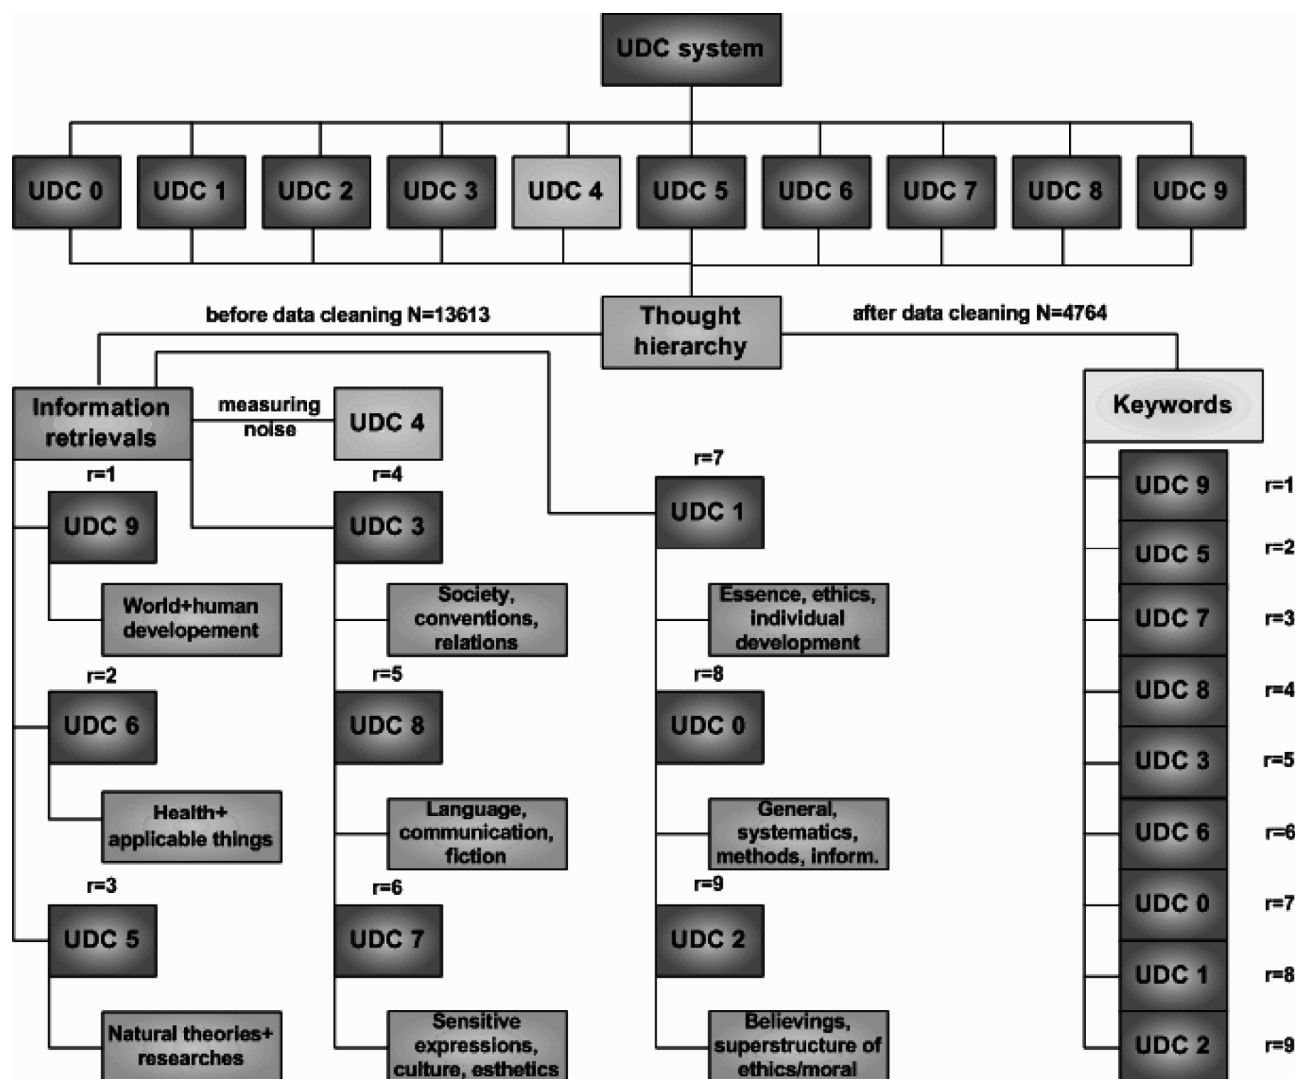 UDC system
UDC 0
UDC 1
UDC 2
UDC 3
UDC 4
UDC 5
UDC 6
UDC 7
UDC 8
UDC 9
before data cleaning N=13613
Thought
hierarchy
after data cleaning N=4764
Information
retrievals
measuring
noise
UDC 4
r=1
UDC 9
World+human
developement
r=2
UDC 6
Health+
applicable things
r=3
UDC 5
Natural theories+
researches
r=4
UDC 3
Society,
conventions,
relations
r=5
UDC 8
Language,
communication,
fiction
r=6
UDC 7
Sensitive
expressions,
culture, esthetics
r=7
UDC 1
Essence, ethics,
individual
development
r=8
UDC 0
General,
systematics,
methods, inform.
r=9
UDC 2
Believings,
superstructure of
ethics/moral
Keywords
UDC 9 r=1
UDC 5 r=2
UDC 7 r=3
UDC 8 r=4
UDC 3 r=5
UDC 6 r=6
UDC 0 r=7
UDC 1 r=8
UDC 2 r=9